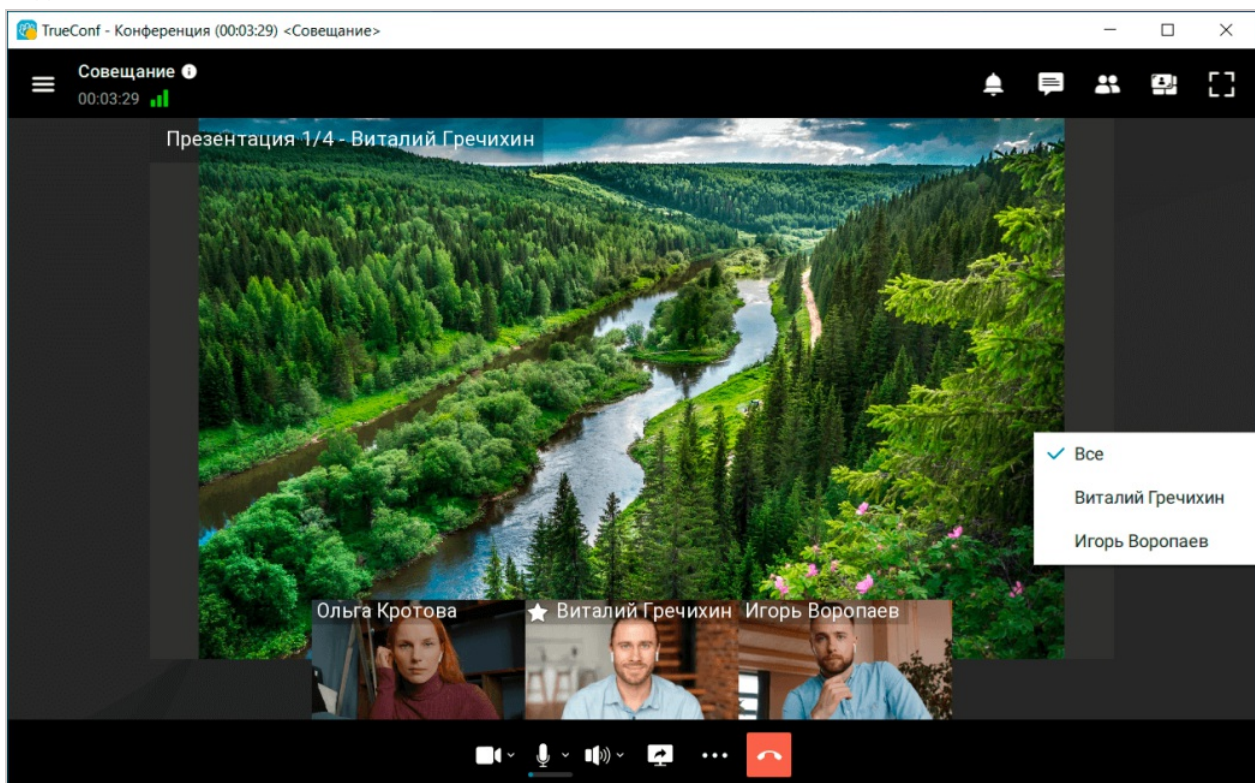 TrueConf - Конференция (00:03:29) <Совещание>
Совещание
00:03:29
Презентация 1/4 - Виталий Гречихин
Все
Виталий Гречихин
Игорь Воропаев
Ольга Кротова
Виталий Гречихин
Игорь Воропаев